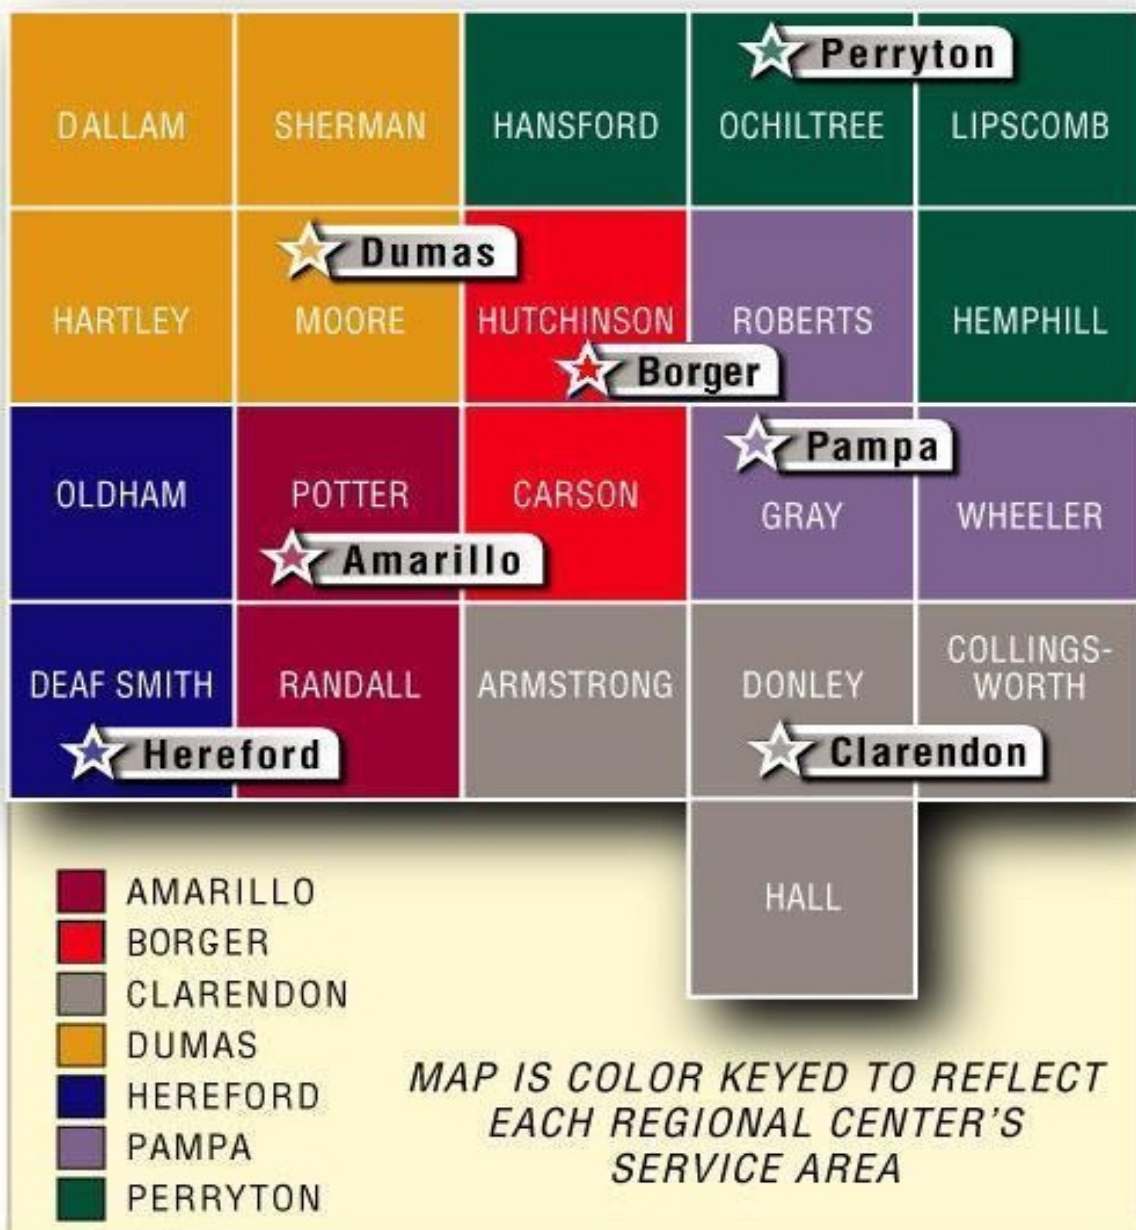 Perryton
DALLAM
SHERMAN
HANSFORD
OCHILTREE
LIPSCOMB
Dumas
HARTLEY
MOORE
HUTCHINSON
ROBERTS
HEMPHILL
Borger
Pampa
OLDHAM
POTTER
CARSON
GRAY
WHEELER
Amarillo
DEAF SMITH
RANDALL
ARMSTRONG
DONLEY
COLLINGS-
WORTH
Hereford
Clarendon
HALL
AMARILLO
BORGER
CLARENDON
DUMAS
HEREFORD
PAMPA
PERRYTON
MAP IS COLOR KEYED TO REFLECT
EACH REGIONAL CENTER'S
SERVICE AREA